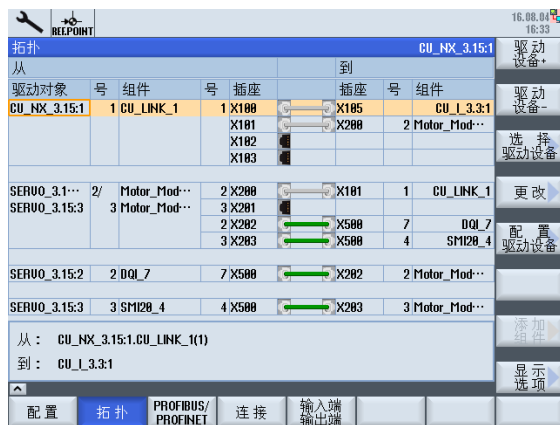 REF.POINT
16.08.04
16:33
拓扑 CU_NX_3.15:1
从 到
驱动对象 号 组件 号 插座 插座 号 组件
CU_NX_3.15:1 1 CU_LINK_1 1 X100 X105 CU_I_3.3:1
X101 X200 2 Motor_Mod···
X102
X103
SERVO_3.1··· 2/ Motor_Mod··· 2 X200 X101 1 CU_LINK_1
SERVO_3.15:3 3 Motor_Mod··· 3 X201
2 X202 X500 7 DQI_7
3 X203 X500 4 SMI20_4
SERVO_3.15:2 2 DQI_7 7 X500 X202 2 Motor_Mod···
SERVO_3.15:3 3 SMI20_4 4 X500 X203 3 Motor_Mod···
从： CU_NX_3.15:1.CU_LINK_1(1)
到： CU_I_3.3:1
驱动
设备+
驱动
设备-
选择
驱动设备
更改
配置
驱动设备
添加
组件
显示
选项
配置 拓扑 PROFIBUS/ 连接 输入端
PROFINET 输出端